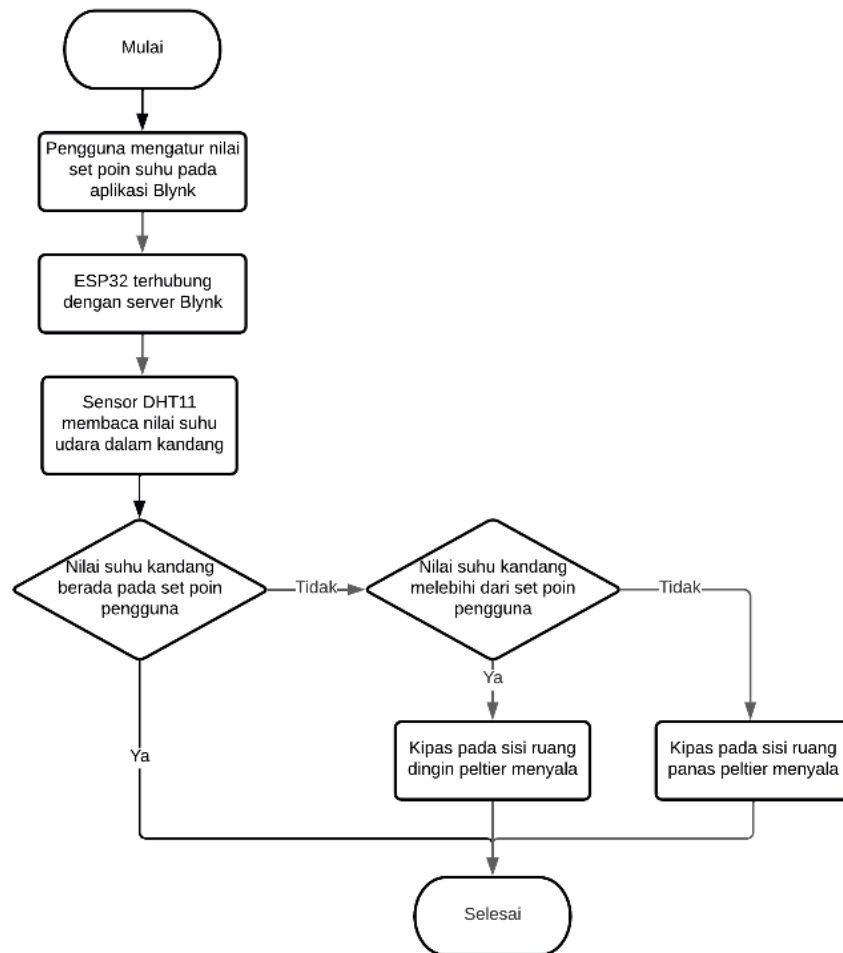 Mulai
Pengguna mengatur nilai
set poin suhu pada
aplikasi Blynk
ESP32 terhubung
dengan server Blynk
Sensor DHT11
membaca nilai suhu
udara dalam kandang
Nilai suhu kandang
berada pada set poin
pengguna
Tidak
Nilai suhu kandang
melebihi dari set poin
pengguna
Tidak
Ya
Ya
Kipas pada sisi ruang
dingin peltier menyala
Kipas pada sisi ruang
panas peltier menyala
Selesai